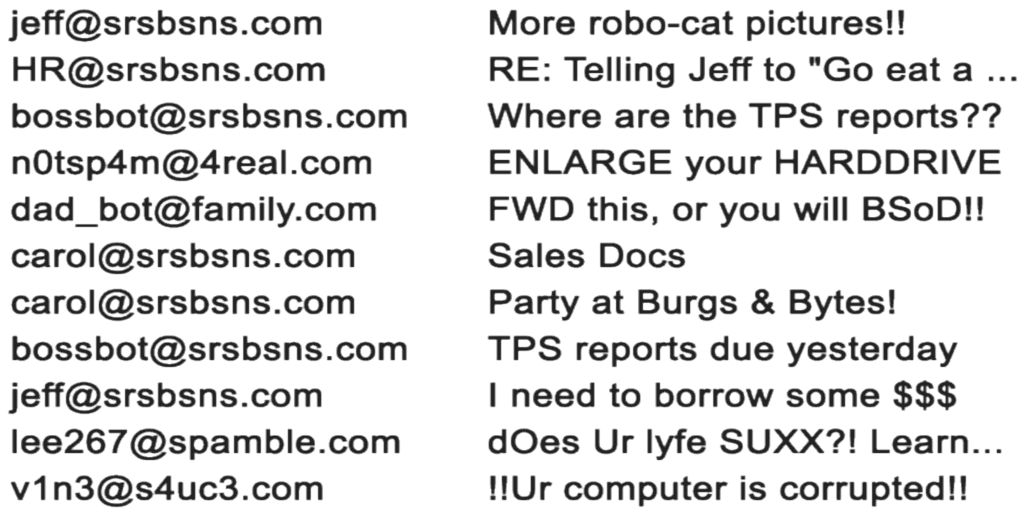 jeff@srsbsns.com More robo-cat pictures!!
HR@srsbsns.com RE: Telling Jeff to "Go eat a ...
bossbot@srsbsns.com Where are the TPS reports??
n0tsp4m@4real.com ENLARGE your HARDDRIVE
dad_bot@family.com FWD this, or you will BSoD!!
carol@srsbsns.com Sales Docs
carol@srsbsns.com Party at Burgs & Bytes!
bossbot@srsbsns.com TPS reports due yesterday
jeff@srsbsns.com I need to borrow some $$$
lee267@spamble.com dOes Ur lyfe SUXX?! Learn...
v1n3@s4uc3.com !!Ur computer is corrupted!!